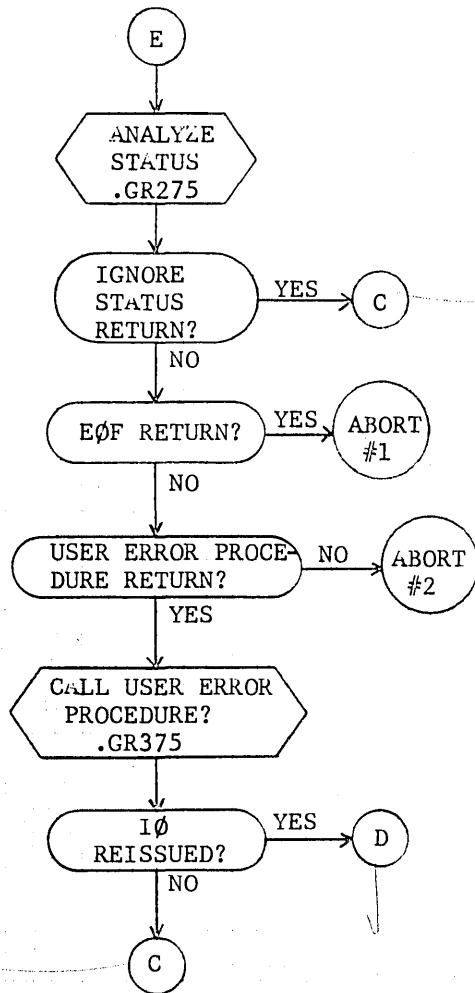 E
ANALYZE
STATUS
.GR275
IGNORE
STATUS
RETURN?
YES
C
NO
EØF RETURN?
YES
ABORT
#1
NO
USER ERROR PROCE-
DURE RETURN?
NO
ABORT
#2
YES
CALL USER ERROR
PROCEDURE?
.GR375
IØ
REISSUED?
YES
D
NO
C